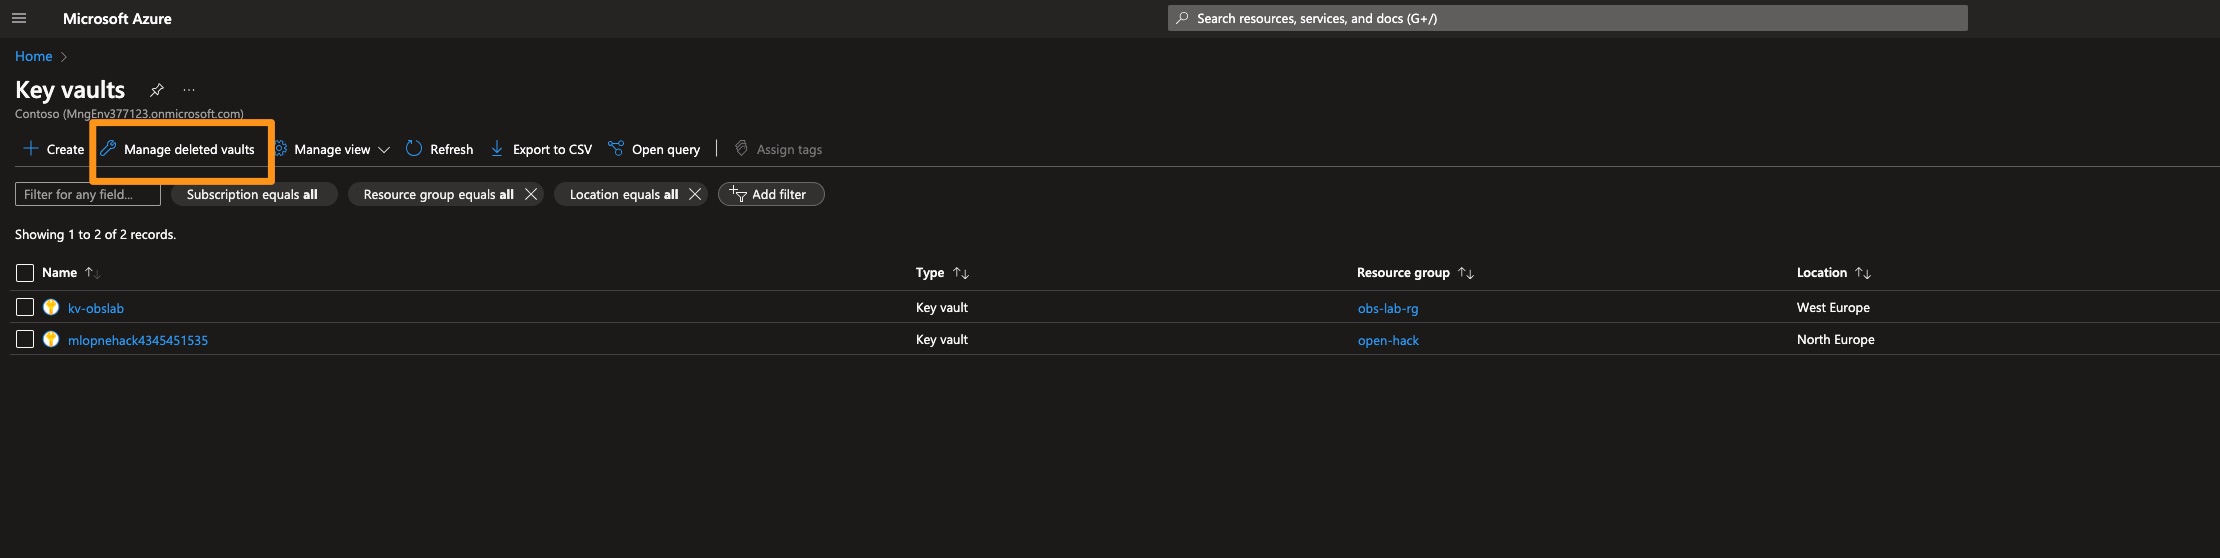 Microsoft Azure
Search resources, services, and docs (G+/)
Home
Key vaults
Contoso (MngEnv377123.onmicrosoft.com)
Create Manage deleted vaults Manage view Refresh Export to CSV Open query Assign tags
Filter for any field... Subscription equals all Resource group equals all Location equals all Add filter
Showing 1 to 2 of 2 records.
Name Type Resource group Location
kv-obslab Key vault obs-lab-rg West Europe
mlopnehack4345451535 Key vault open-hack North Europe